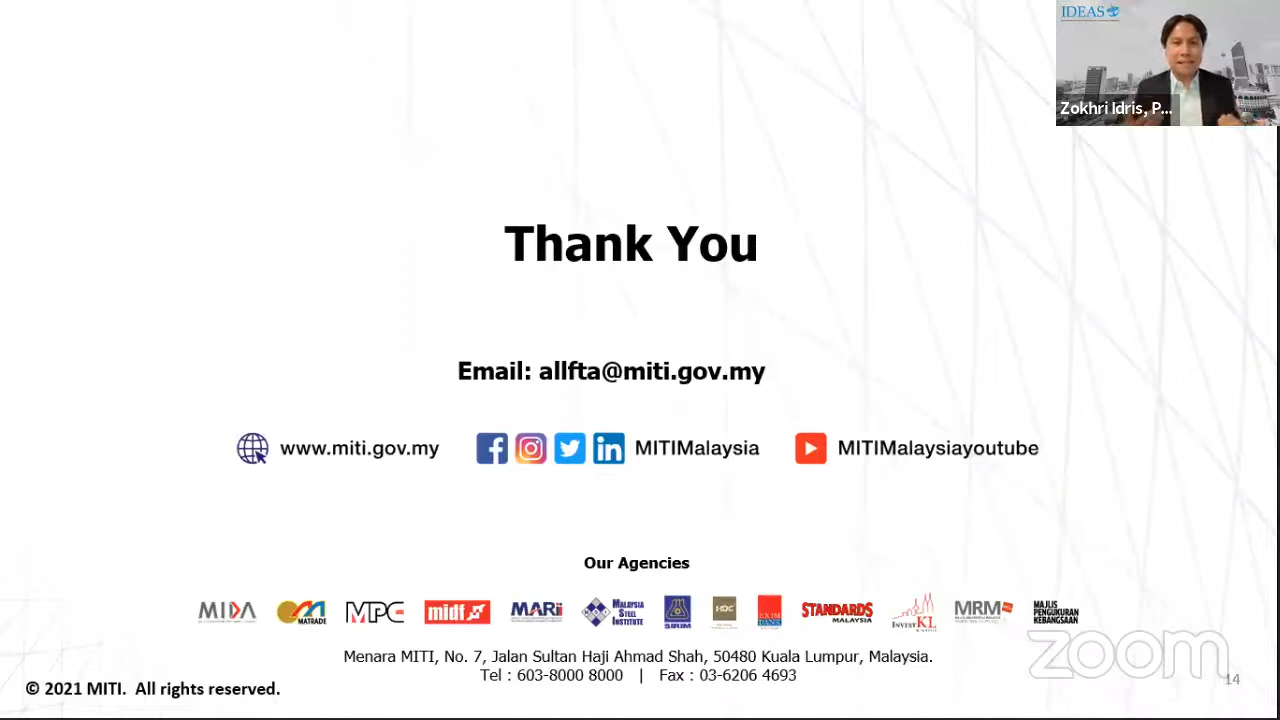 IDEAS
Zokhri Idris, P...
Thank You
Email: allfta@miti.gov.my
www.miti.gov.my
MITIMalaysia
MITIMalaysiayoutube
Our Agencies
MIDA
MATRADE
MPC
midf
MARii
MALAYSIA
STEEL
INSTITUTE
SIRIM
HDC
EXIM
BANK
STANDARDS
MALAYSIA
INVESTKL
MRM
MAJLIS
PENGUKURAN
KEBANGSAAN
zoom
Menara MITI, No. 7, Jalan Sultan Haji Ahmad Shah, 50480 Kuala Lumpur, Malaysia.
Tel : 603-8000 8000 | Fax : 03-6206 4693
© 2021 MITI. All rights reserved.
14